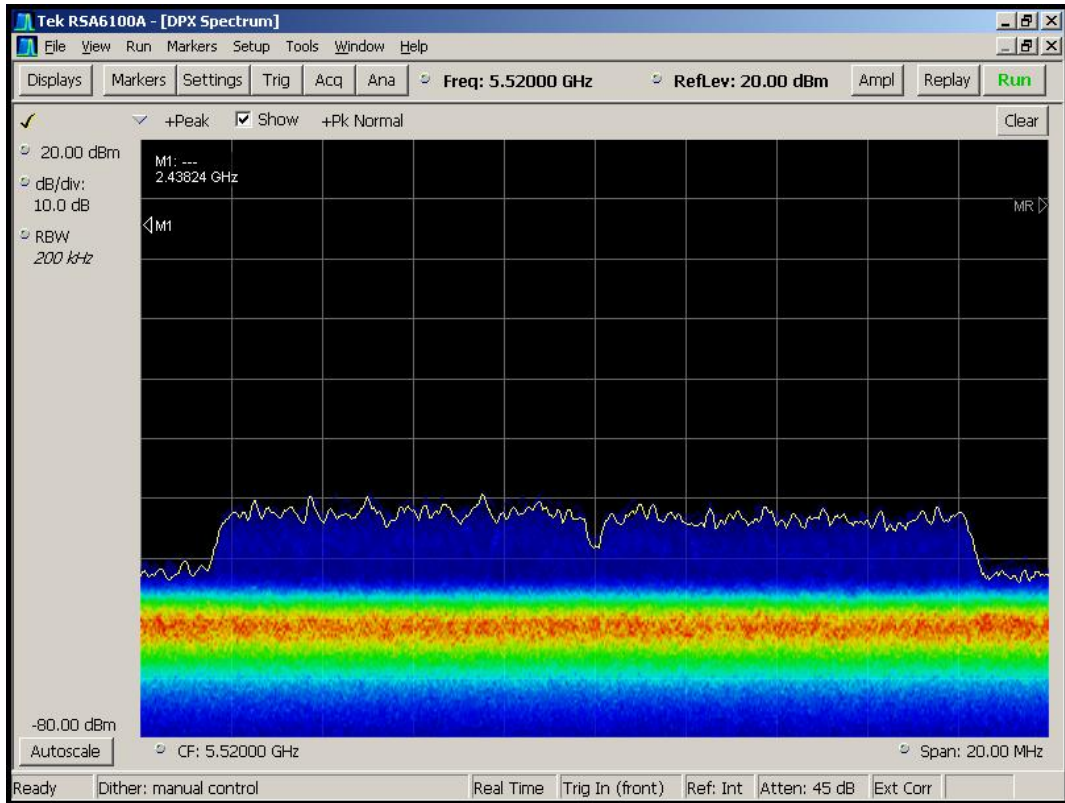 Tek RSA6100A - [DPX Spectrum]
File View Run Markers Setup Tools Window Help
Displays Markers Settings Trig Acq Ana Freq: 5.52000 GHz RefLev: 20.00 dBm Ampl Replay Run
+Peak Show +Pk Normal Clear
20.00 dBm
dB/div:
10.0 dB
RBW
200 kHz
M1: ---
2.43824 GHz
M1
MR
-80.00 dBm
Autoscale CF: 5.52000 GHz Span: 20.00 MHz
Ready Dither: manual control Real Time Trig In (front) Ref: Int Atten: 45 dB Ext Corr